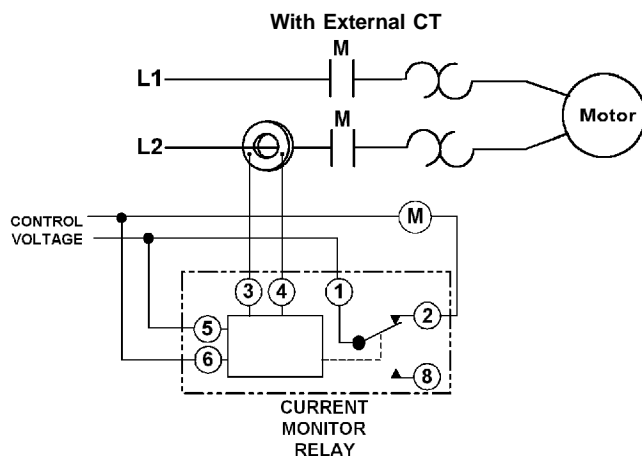 With External CT
M
L1
Motor
M
L2
CONTROL
VOLTAGE
M
3 4 1
2
5
6
8
CURRENT
MONITOR
RELAY